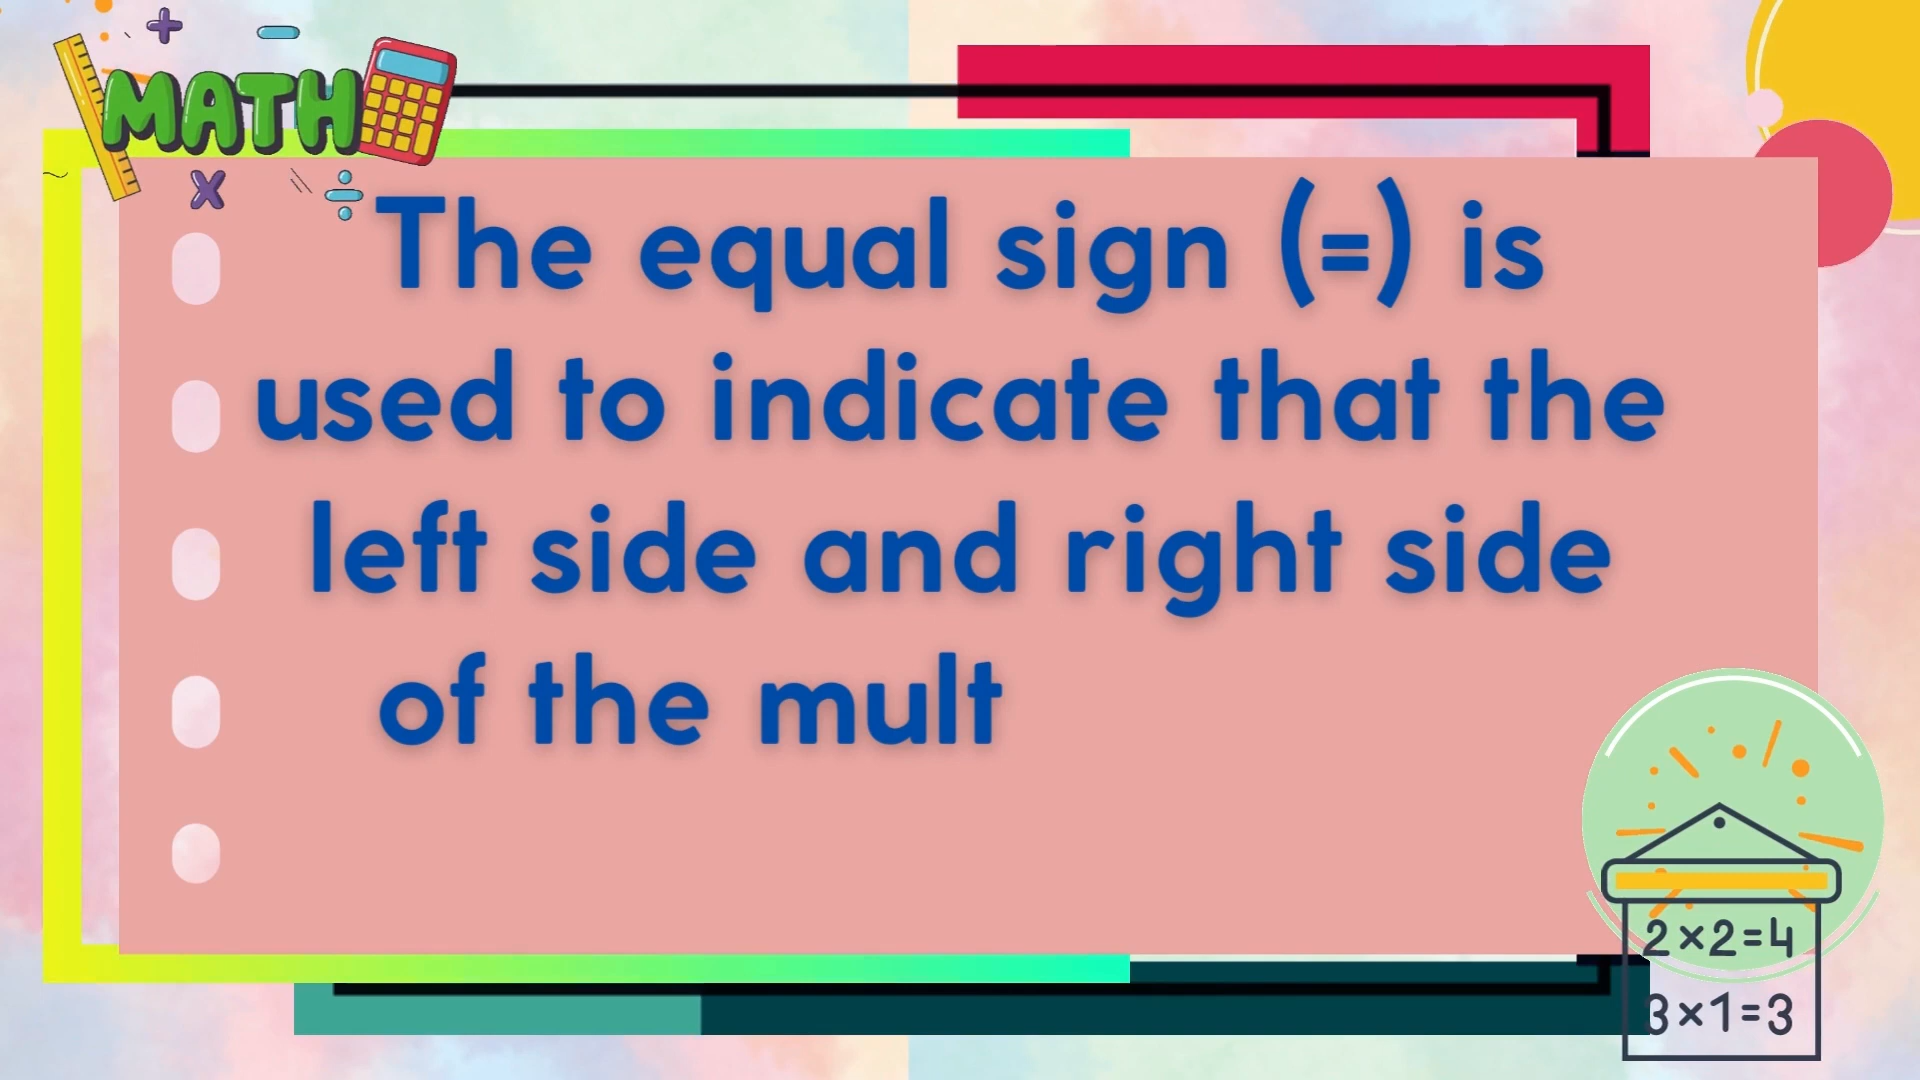 MATH
The equal sign (=) is
used to indicate that the
left side and right side
of the mult
2×2=4
3×1=3